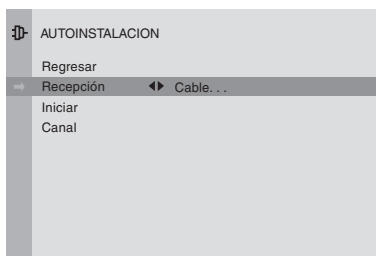 AUTOINSTALACION
Regresar
Recepción Cable. . .
Iniciar
Canal